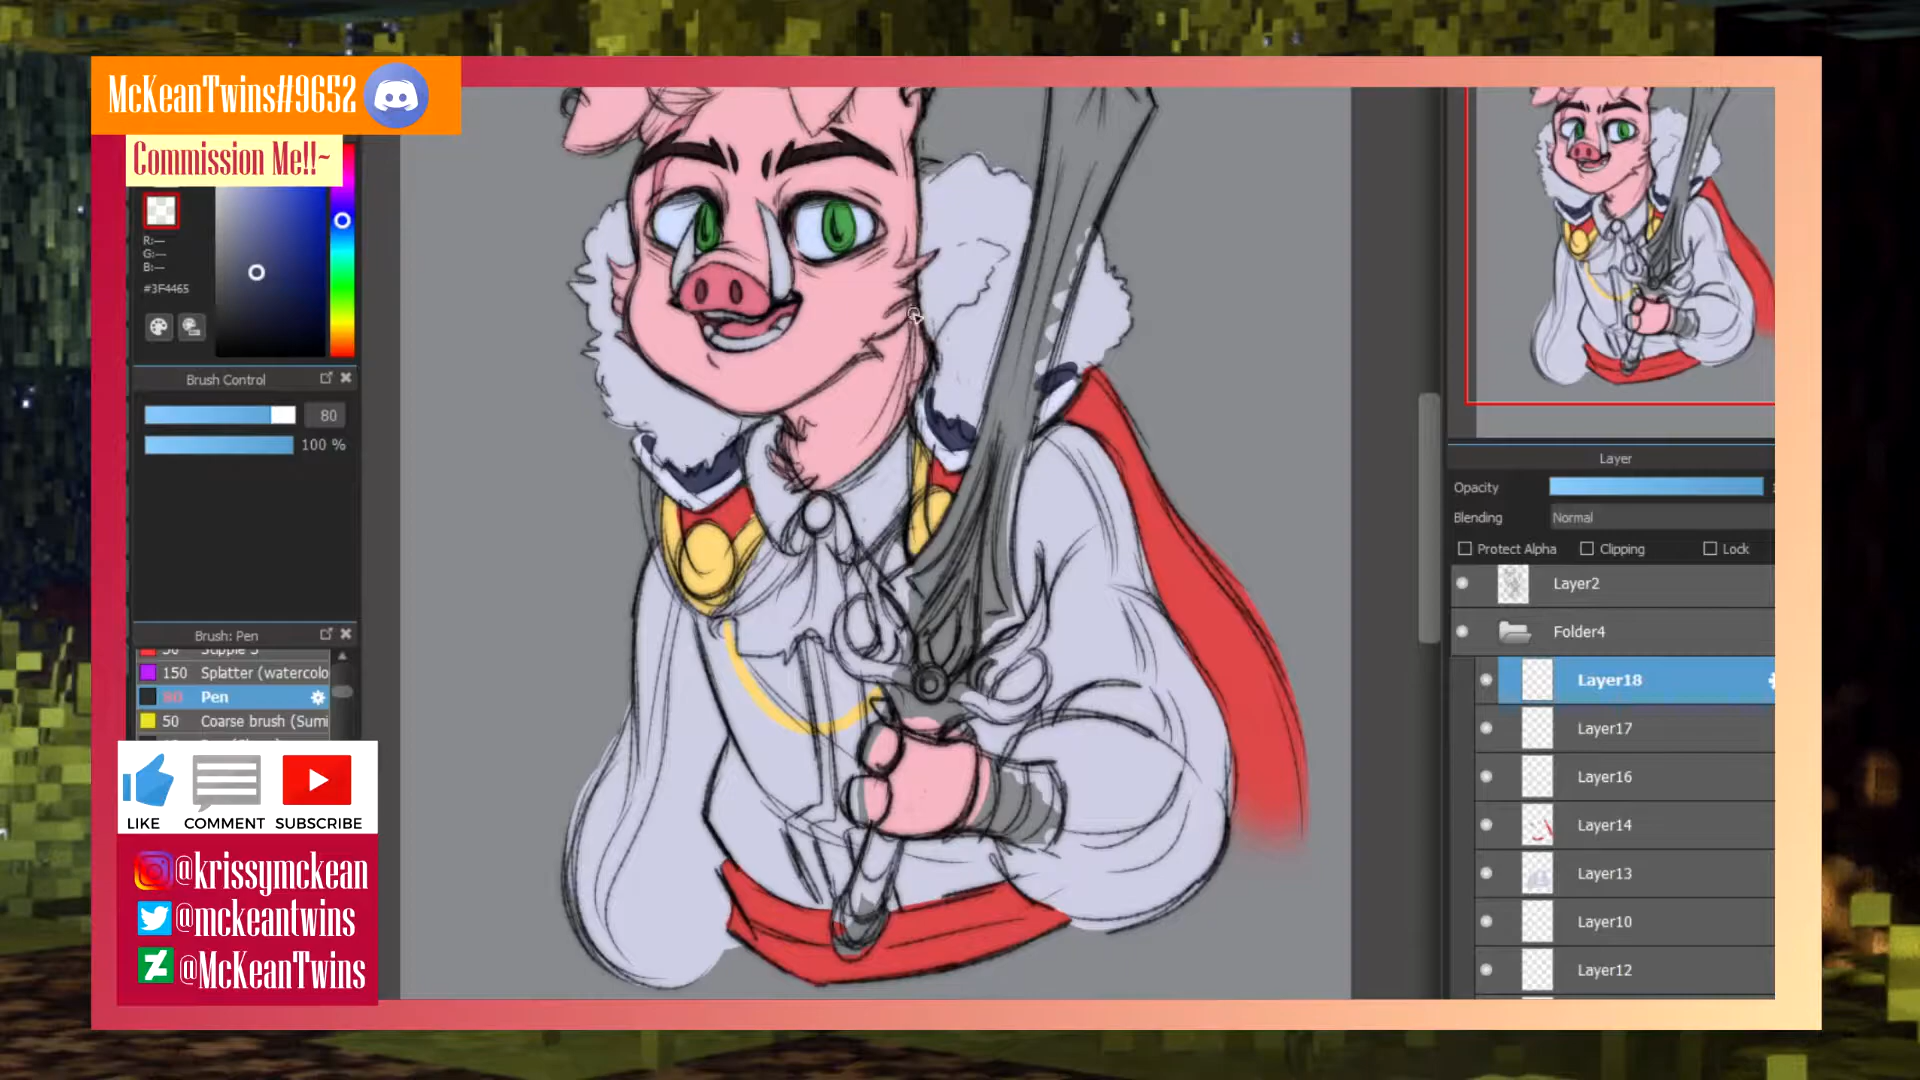 McKeanTwins#9652
Commission Me!!~
R:---
G:---
B:---
#3F4465
Brush Control
80
100 %
Brush: Pen
150 Splatter (watercolo
80 Pen
50 Coarse brush (Sumi
LIKE COMMENT SUBSCRIBE
@krissymckean
@mckeantwins
@McKeanTwins
Layer
Opacity
Blending Normal
Protect Alpha Clipping Lock
Layer2
Folder4
Layer18
Layer17
Layer16
Layer14
Layer13
Layer10
Layer12